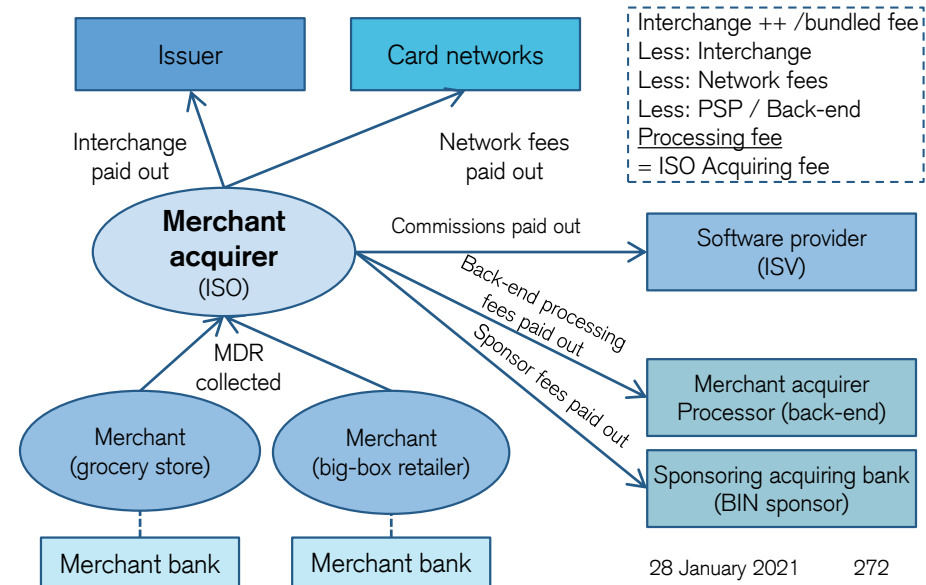 Issuer
Card networks
Interchange ++ /bundled fee
Less: Interchange
Less: Network fees
Less: PSP / Back-end
Processing fee
= ISO Acquiring fee
Interchange
paid out
Network fees
paid out
Merchant
acquirer
(ISO)
Commissions paid out
Software provider
(ISV)
Back-end processing
fees paid out
Sponsor fees paid out
MDR
collected
Merchant acquirer
Processor (back-end)
Merchant
(grocery store)
Merchant
(big-box retailer)
Sponsoring acquiring bank
(BIN sponsor)
Merchant bank
Merchant bank
28 January 2021
272